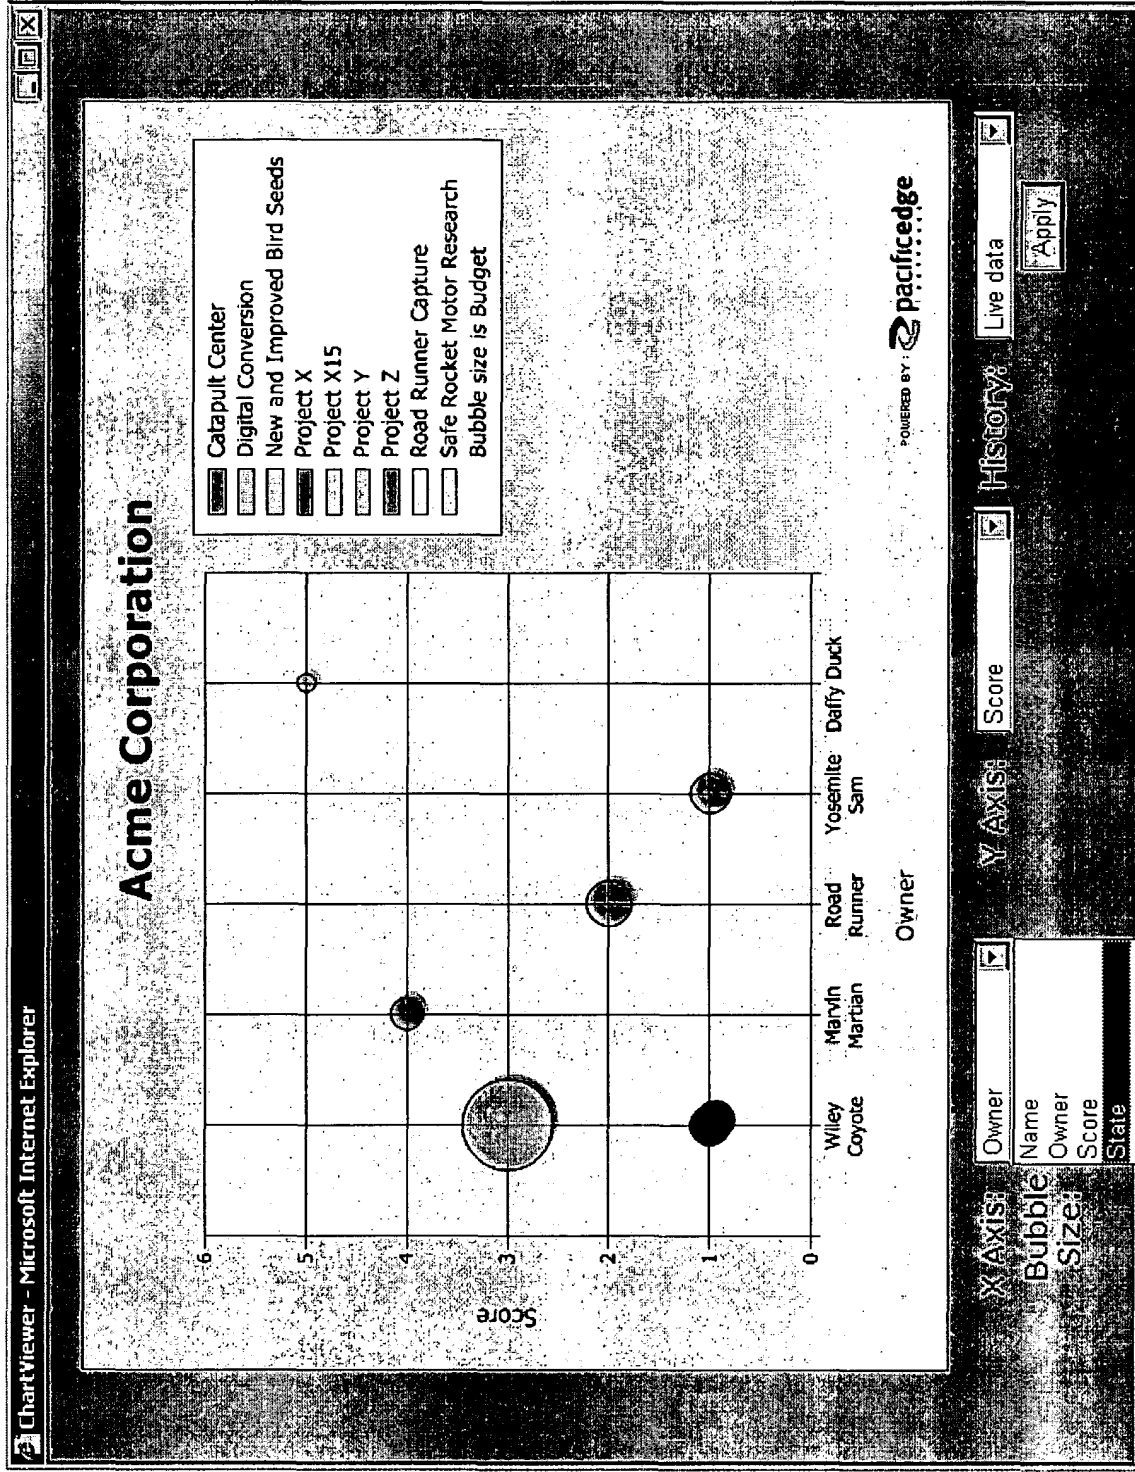 ChartViewer - Microsoft Internet Explorer
Acme Corporation
Score
6
5
4
3
2
1
0
Wiley Coyote
Marvin Martian
Road Runner
Yosemite Sam
Daffy Duck
Owner
Catapult Center
Digital Conversion
New and Improved Bird Seeds
Project X
Project X15
Project Y
Project Z
Road Runner Capture
Safe Rocket Motor Research
Bubble size is Budget
POWERED BY : pacificedge
X Axis: Owner
Y Axis: Score
History: Live data
Bubble Size:
Name
Owner
Score
State
Apply